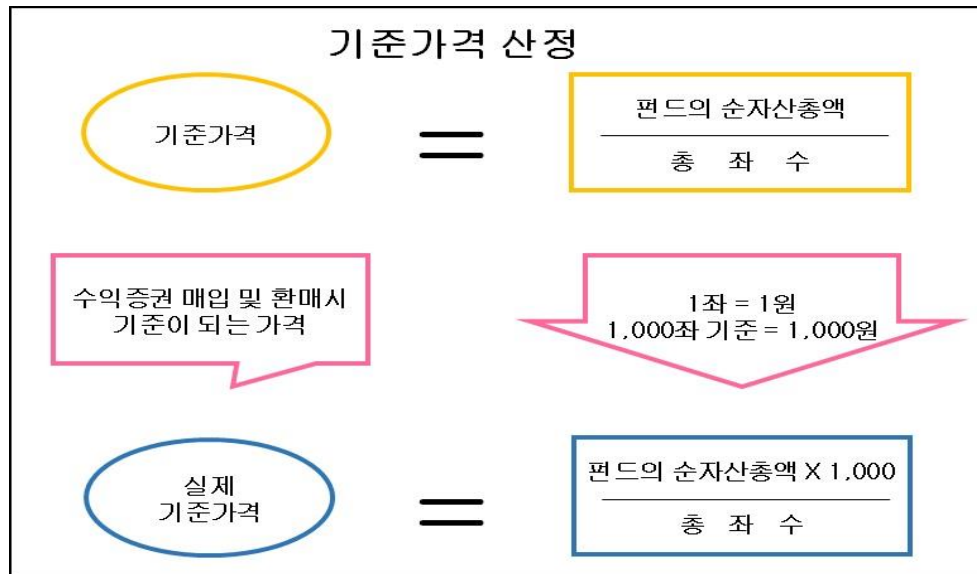 기준가격 산정
기준가격
=
펀드의 순자산총액
총 좌 수
수익증권 매입 및 환매시
기준이 되는 가격
1좌 = 1원
1,000좌 기준 = 1,000원
실제
기준가격
=
펀드의 순자산총액 X 1,000
총 좌 수